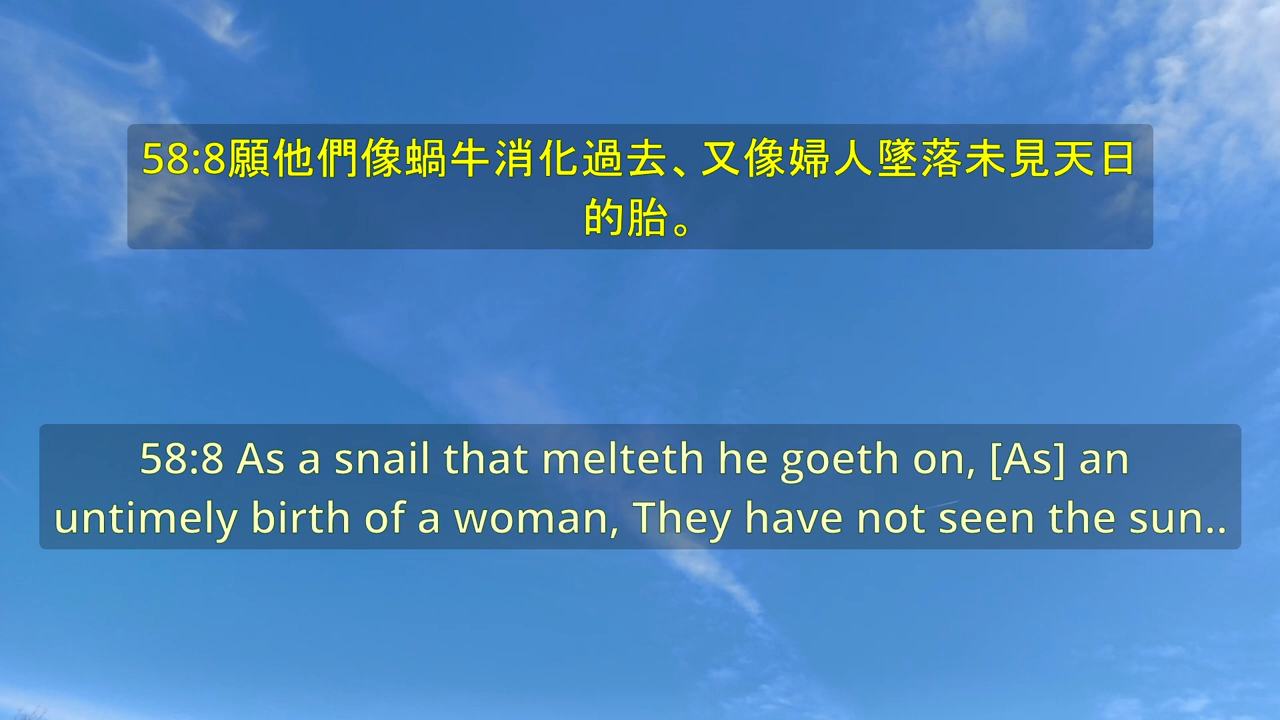 58:8願他們像蝸牛消化過去、又像婦人墜落未見天日
的胎。
58:8 As a snail that melteth he goeth on, [As] an
untimely birth of a woman, They have not seen the sun..